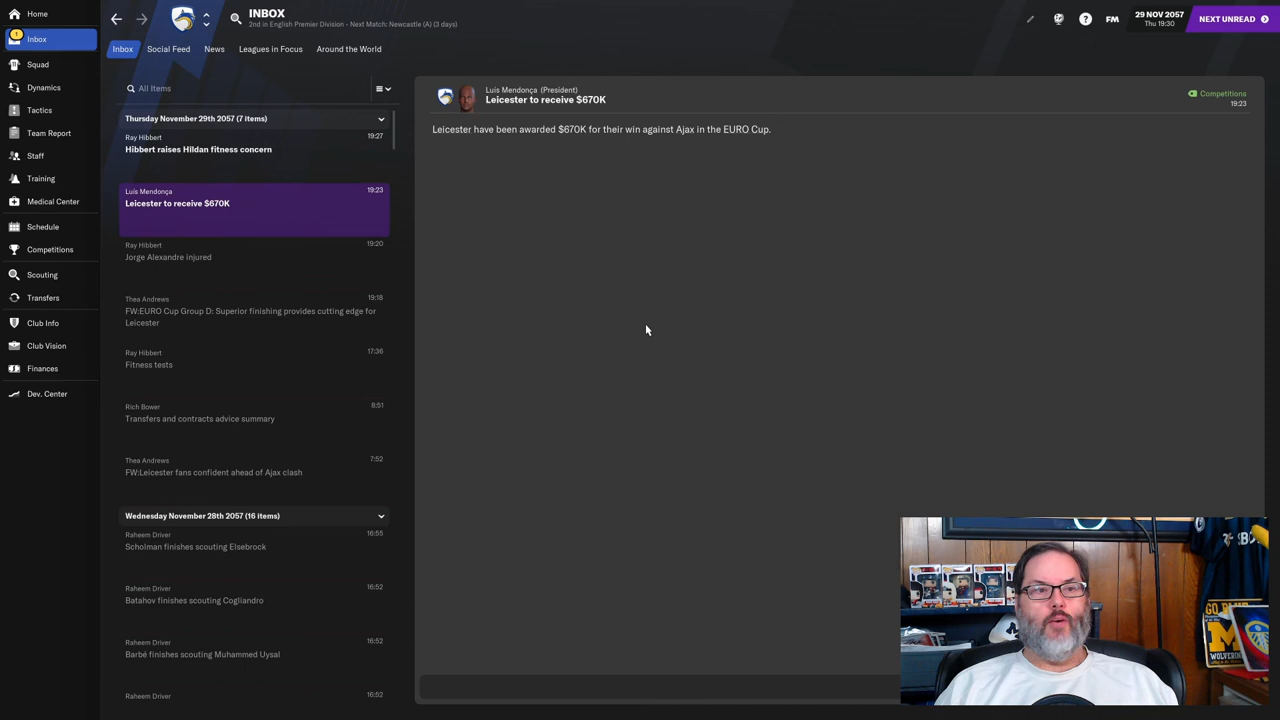 INBOX
2nd in English Premier Division - Next Match: Newcastle (A) (3 days)
FM
29 NOV 2057
Thu 19:30
NEXT UNREAD
Home
Inbox
Squad
Dynamics
Tactics
Team Report
Staff
Training
Medical Center
Schedule
Competitions
Scouting
Transfers
Club Info
Club Vision
Finances
Dev. Center
Inbox
Social Feed
News
Leagues in Focus
Around the World
All Items
Thursday November 29th 2057 (7 items)
Ray Hibbert
19:27
Hibbert raises Hildan fitness concern
Luís Mendonça
19:23
Leicester to receive $670K
Ray Hibbert
19:20
Jorge Alexandre injured
Thea Andrews
19:18
FW:EURO Cup Group D: Superior finishing provides cutting edge for
Leicester
Ray Hibbert
17:36
Fitness tests
Rich Bower
8:51
Transfers and contracts advice summary
Thea Andrews
7:52
FW:Leicester fans confident ahead of Ajax clash
Wednesday November 28th 2057 (16 items)
Raheem Driver
16:55
Scholman finishes scouting Elsebrock
Raheem Driver
16:52
Batahov finishes scouting Cogliandro
Raheem Driver
16:52
Barbé finishes scouting Muhammed Uysal
Raheem Driver
16:52
Luís Mendonça (President)
Leicester to receive $670K
Competitions
19:23
Leicester have been awarded $670K for their win against Ajax in the EURO Cup.
GO BLUE
M
WOLVERINES